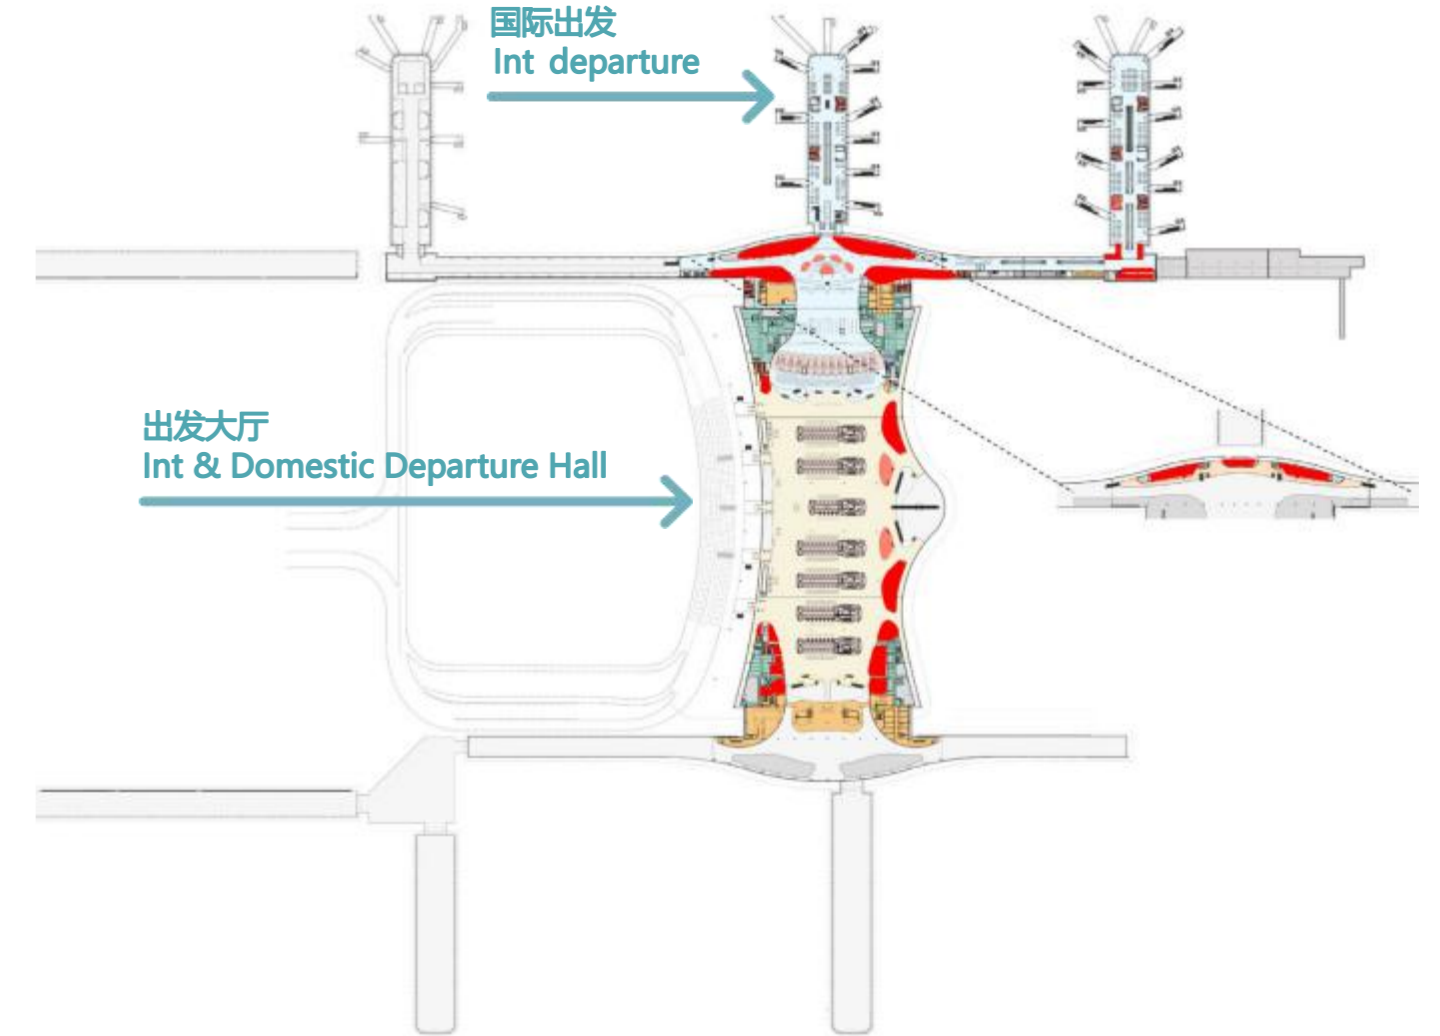 国际出发
Int departure
出发大厅
Int & Domestic Departure Hall